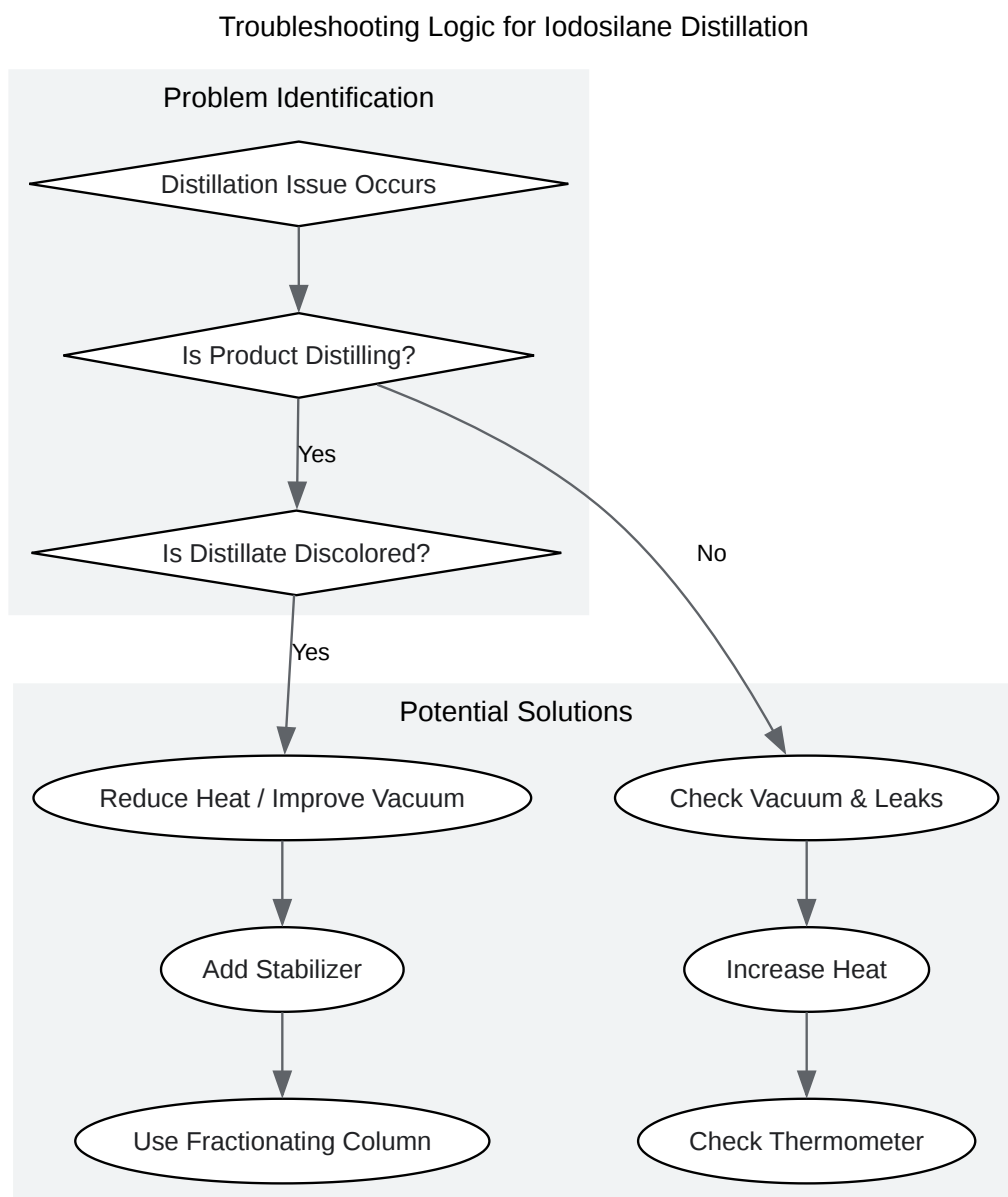 Troubleshooting Logic for Iodosilane Distillation
Problem Identification
Distillation Issue Occurs
Is Product Distilling?
Yes
Is Distillate Discolored?
No
Yes
Potential Solutions
Reduce Heat / Improve Vacuum
Check Vacuum & Leaks
Add Stabilizer
Increase Heat
Use Fractionating Column
Check Thermometer